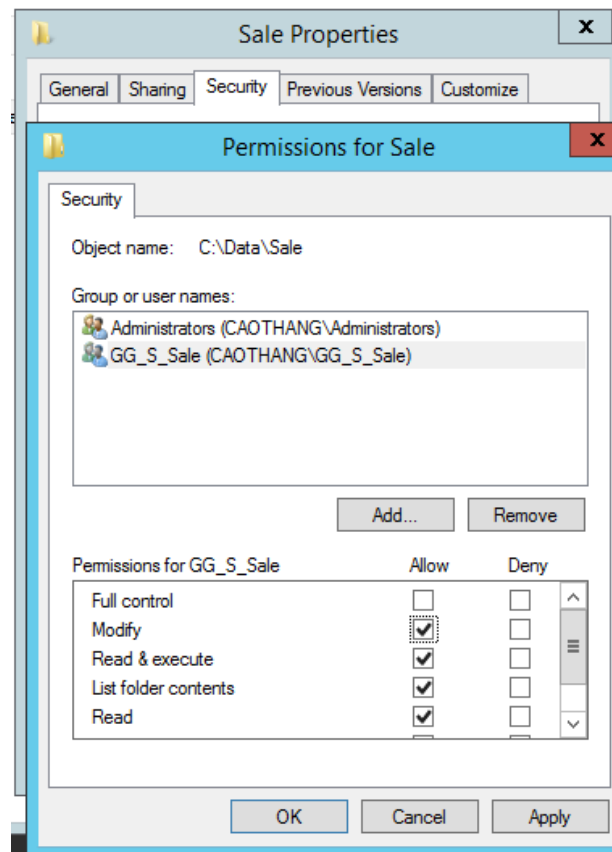 Sale Properties
x
General Sharing Security Previous Versions Customize
Permissions for Sale
x
Security
Object name: C:\Data\Sale
Group or user names:
Administrators (CAOTHANG\Administrators)
GG_S_Sale (CAOTHANG\GG_S_Sale)
Add... Remove
Permissions for GG_S_Sale Allow Deny
Full control
Modify
Read & execute
List folder contents
Read
OK Cancel Apply